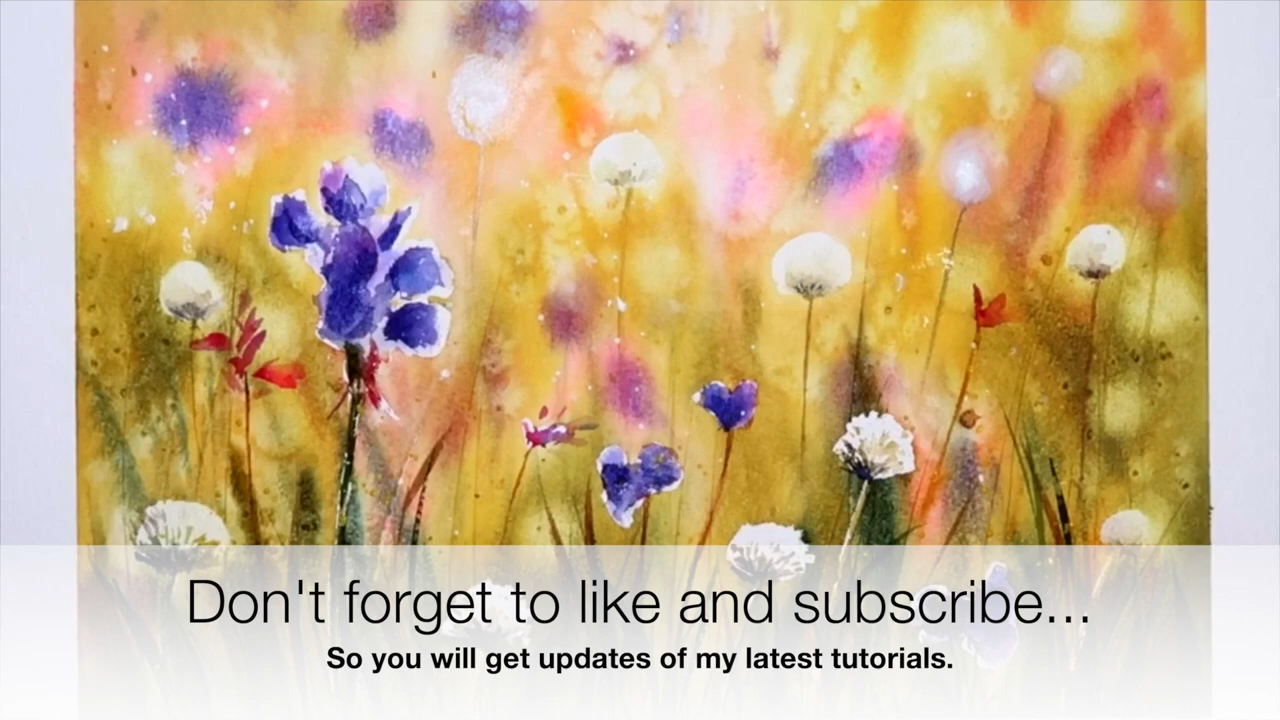 Don't forget to like and subscribe...
So you will get updates of my latest tutorials.